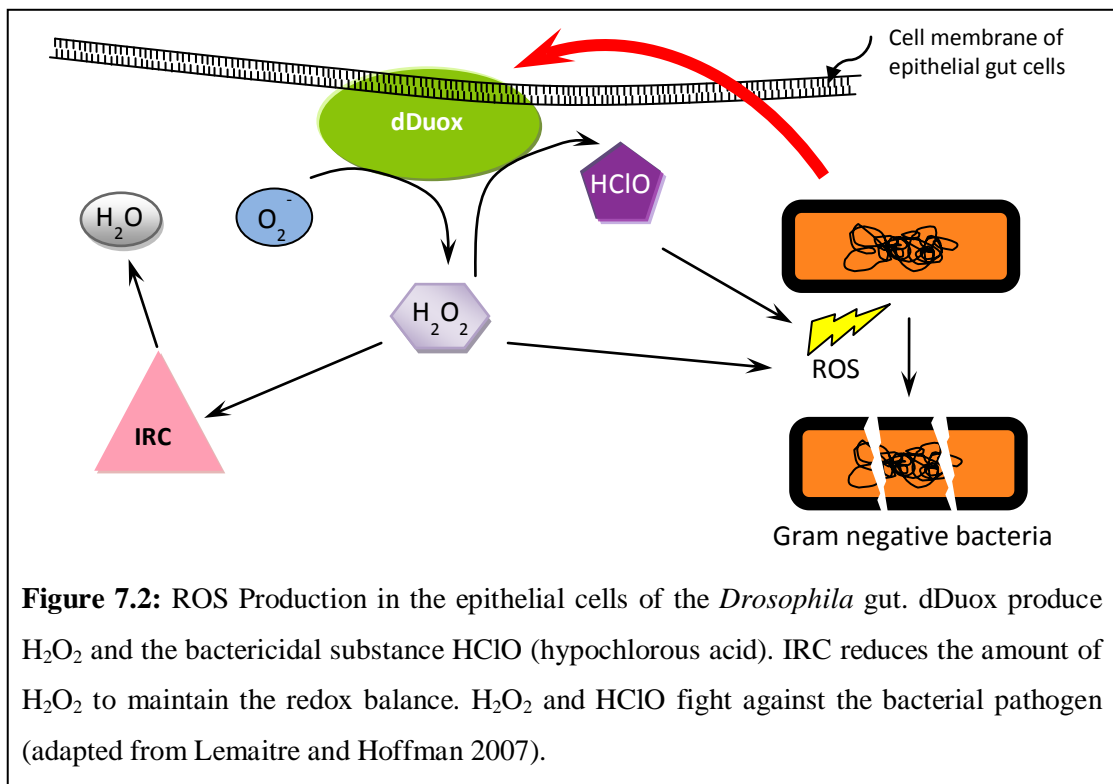 Cell membrane of
epithelial gut cells
dDuox
HClO
H₂O
O₂⁻
H₂O₂
ROS
IRC
Gram negative bacteria
Figure 7.2: ROS Production in the epithelial cells of the Drosophila gut. dDuox produce
H₂O₂ and the bactericidal substance HClO (hypochlorous acid). IRC reduces the amount of
H₂O₂ to maintain the redox balance. H₂O₂ and HClO fight against the bacterial pathogen
(adapted from Lemaitre and Hoffman 2007).